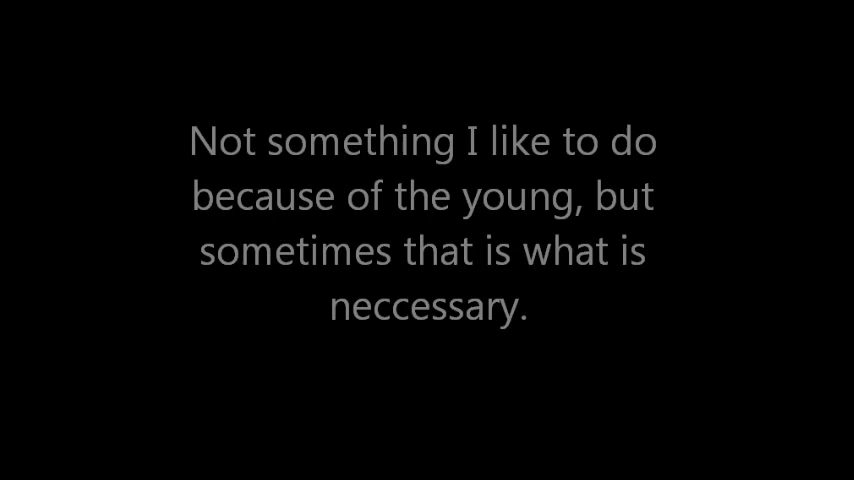 Not something I like to do
because of the young, but
sometimes that is what is
neccessary.